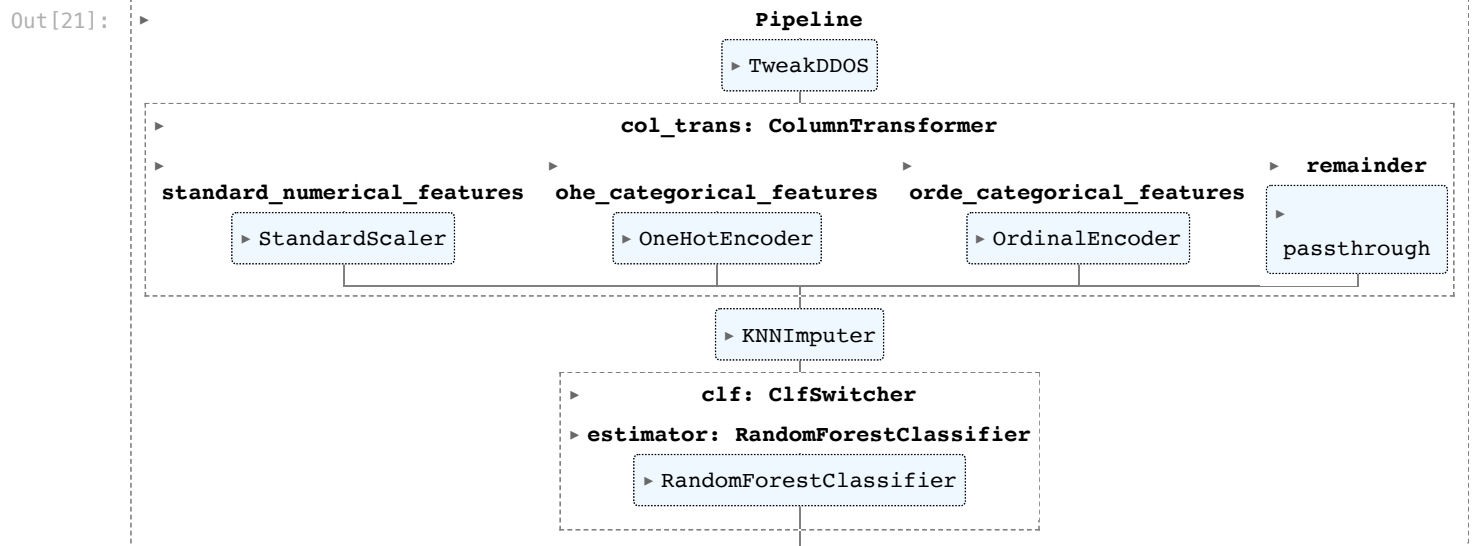 Out[21]:
Pipeline
TweakDDOS
col_trans: ColumnTransformer
standard_numerical_features
ohe_categorical_features
orde_categorical_features
remainder
StandardScaler
OneHotEncoder
OrdinalEncoder
passthrough
KNNImputer
clf: ClfSwitcher
estimator: RandomForestClassifier
RandomForestClassifier